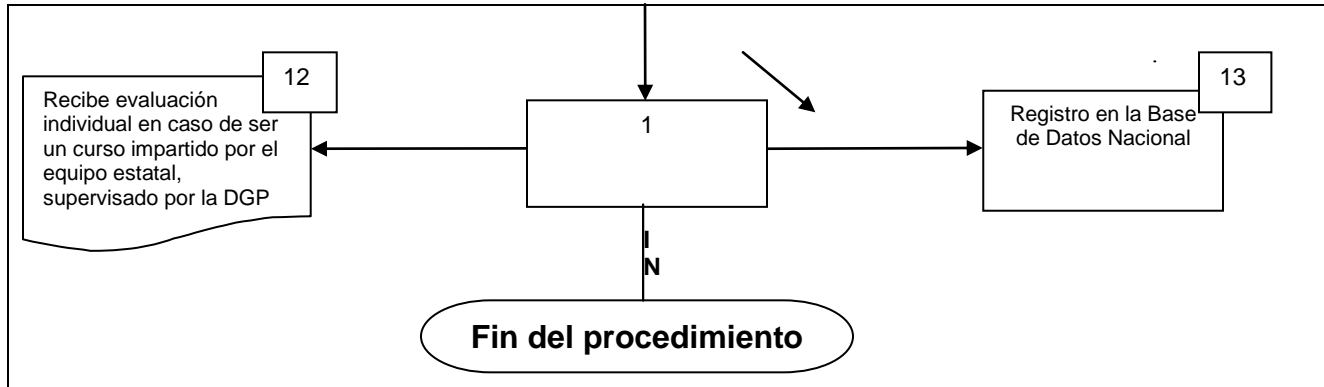 12
Recibe evaluación
individual en caso de ser
un curso impartido por el
equipo estatal,
supervisado por la DGP
1
.
13
Registro en la Base
de Datos Nacional
I
N
Fin del procedimiento